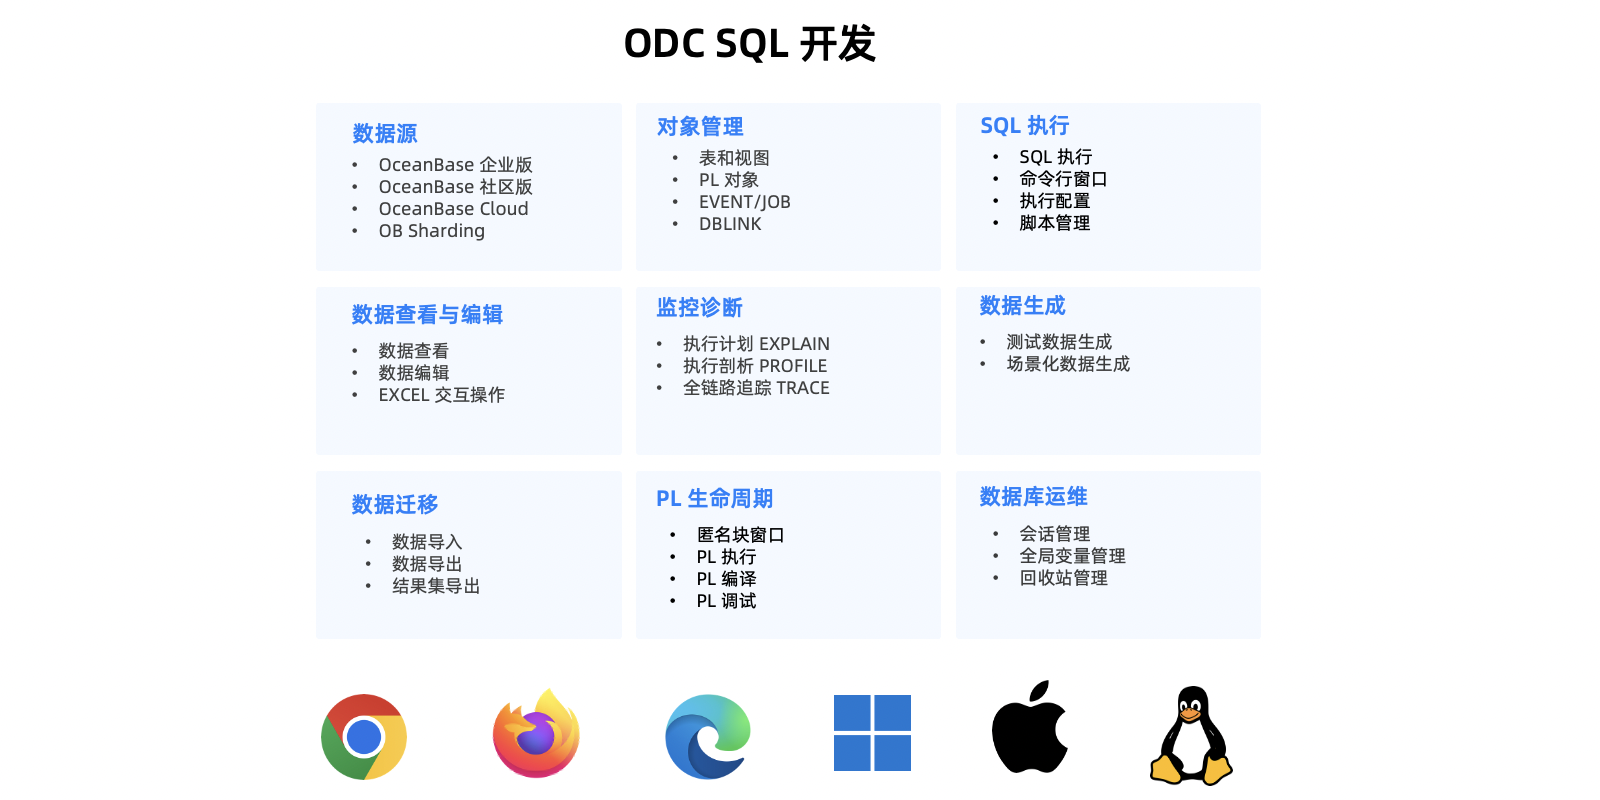 ODC SQL 开发
数据源
• OceanBase 企业版
• OceanBase 社区版
• OceanBase Cloud
• OB Sharding
对象管理
• 表和视图
• PL 对象
• EVENT/JOB
• DBLINK
SQL 执行
• SQL 执行
• 命令行窗口
• 执行配置
• 脚本管理
数据查看与编辑
• 数据查看
• 数据编辑
• EXCEL 交互操作
监控诊断
• 执行计划 EXPLAIN
• 执行剖析 PROFILE
• 全链路追踪 TRACE
数据生成
• 测试数据生成
• 场景化数据生成
数据迁移
• 数据导入
• 数据导出
• 结果集导出
PL 生命周期
• 匿名块窗口
• PL 执行
• PL 编译
• PL 调试
数据库运维
• 会话管理
• 全局变量管理
• 回收站管理